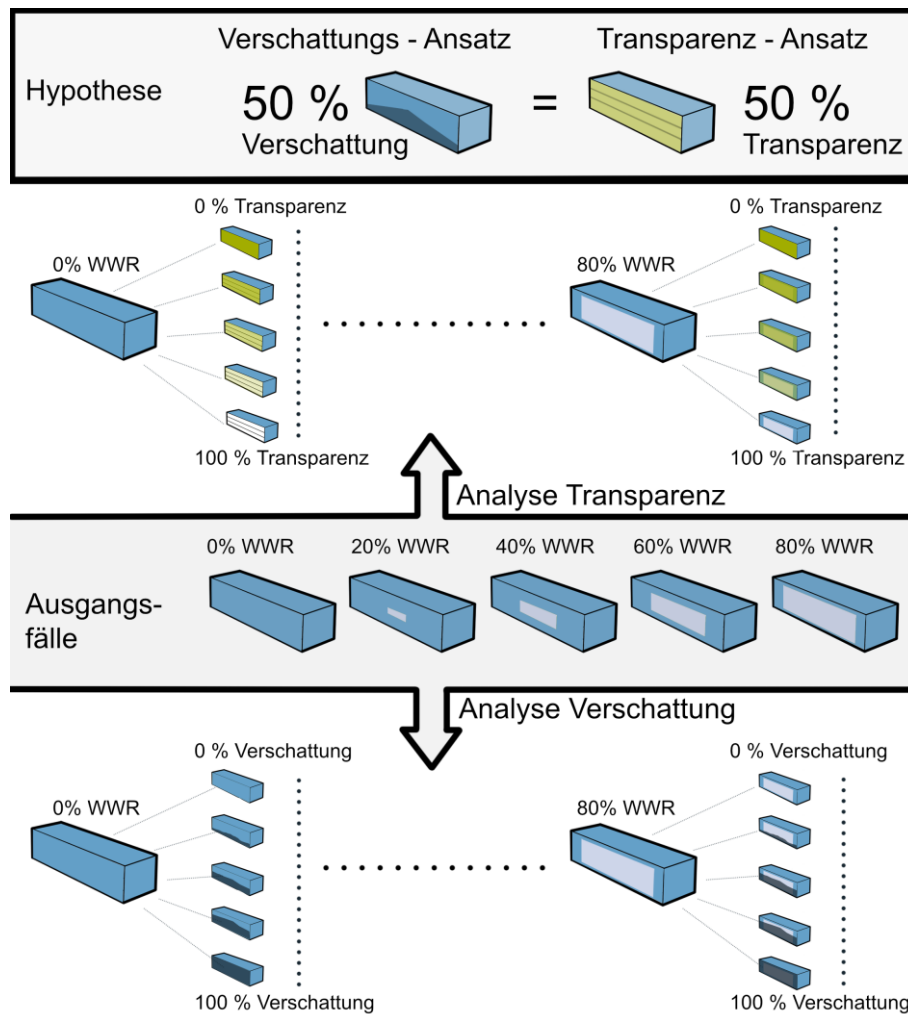 Verschattungs - Ansatz
Transparenz - Ansatz
Hypothese
50 %
Verschattung
=
50 %
Transparenz
0 % Transparenz
0% WWR
100 % Transparenz
0 % Transparenz
80% WWR
100 % Transparenz
Analyse Transparenz
0% WWR
20% WWR
40% WWR
60% WWR
80% WWR
Ausgangs-
fälle
Analyse Verschattung
0 % Verschattung
0% WWR
100 % Verschattung
0 % Verschattung
80% WWR
100 % Verschattung